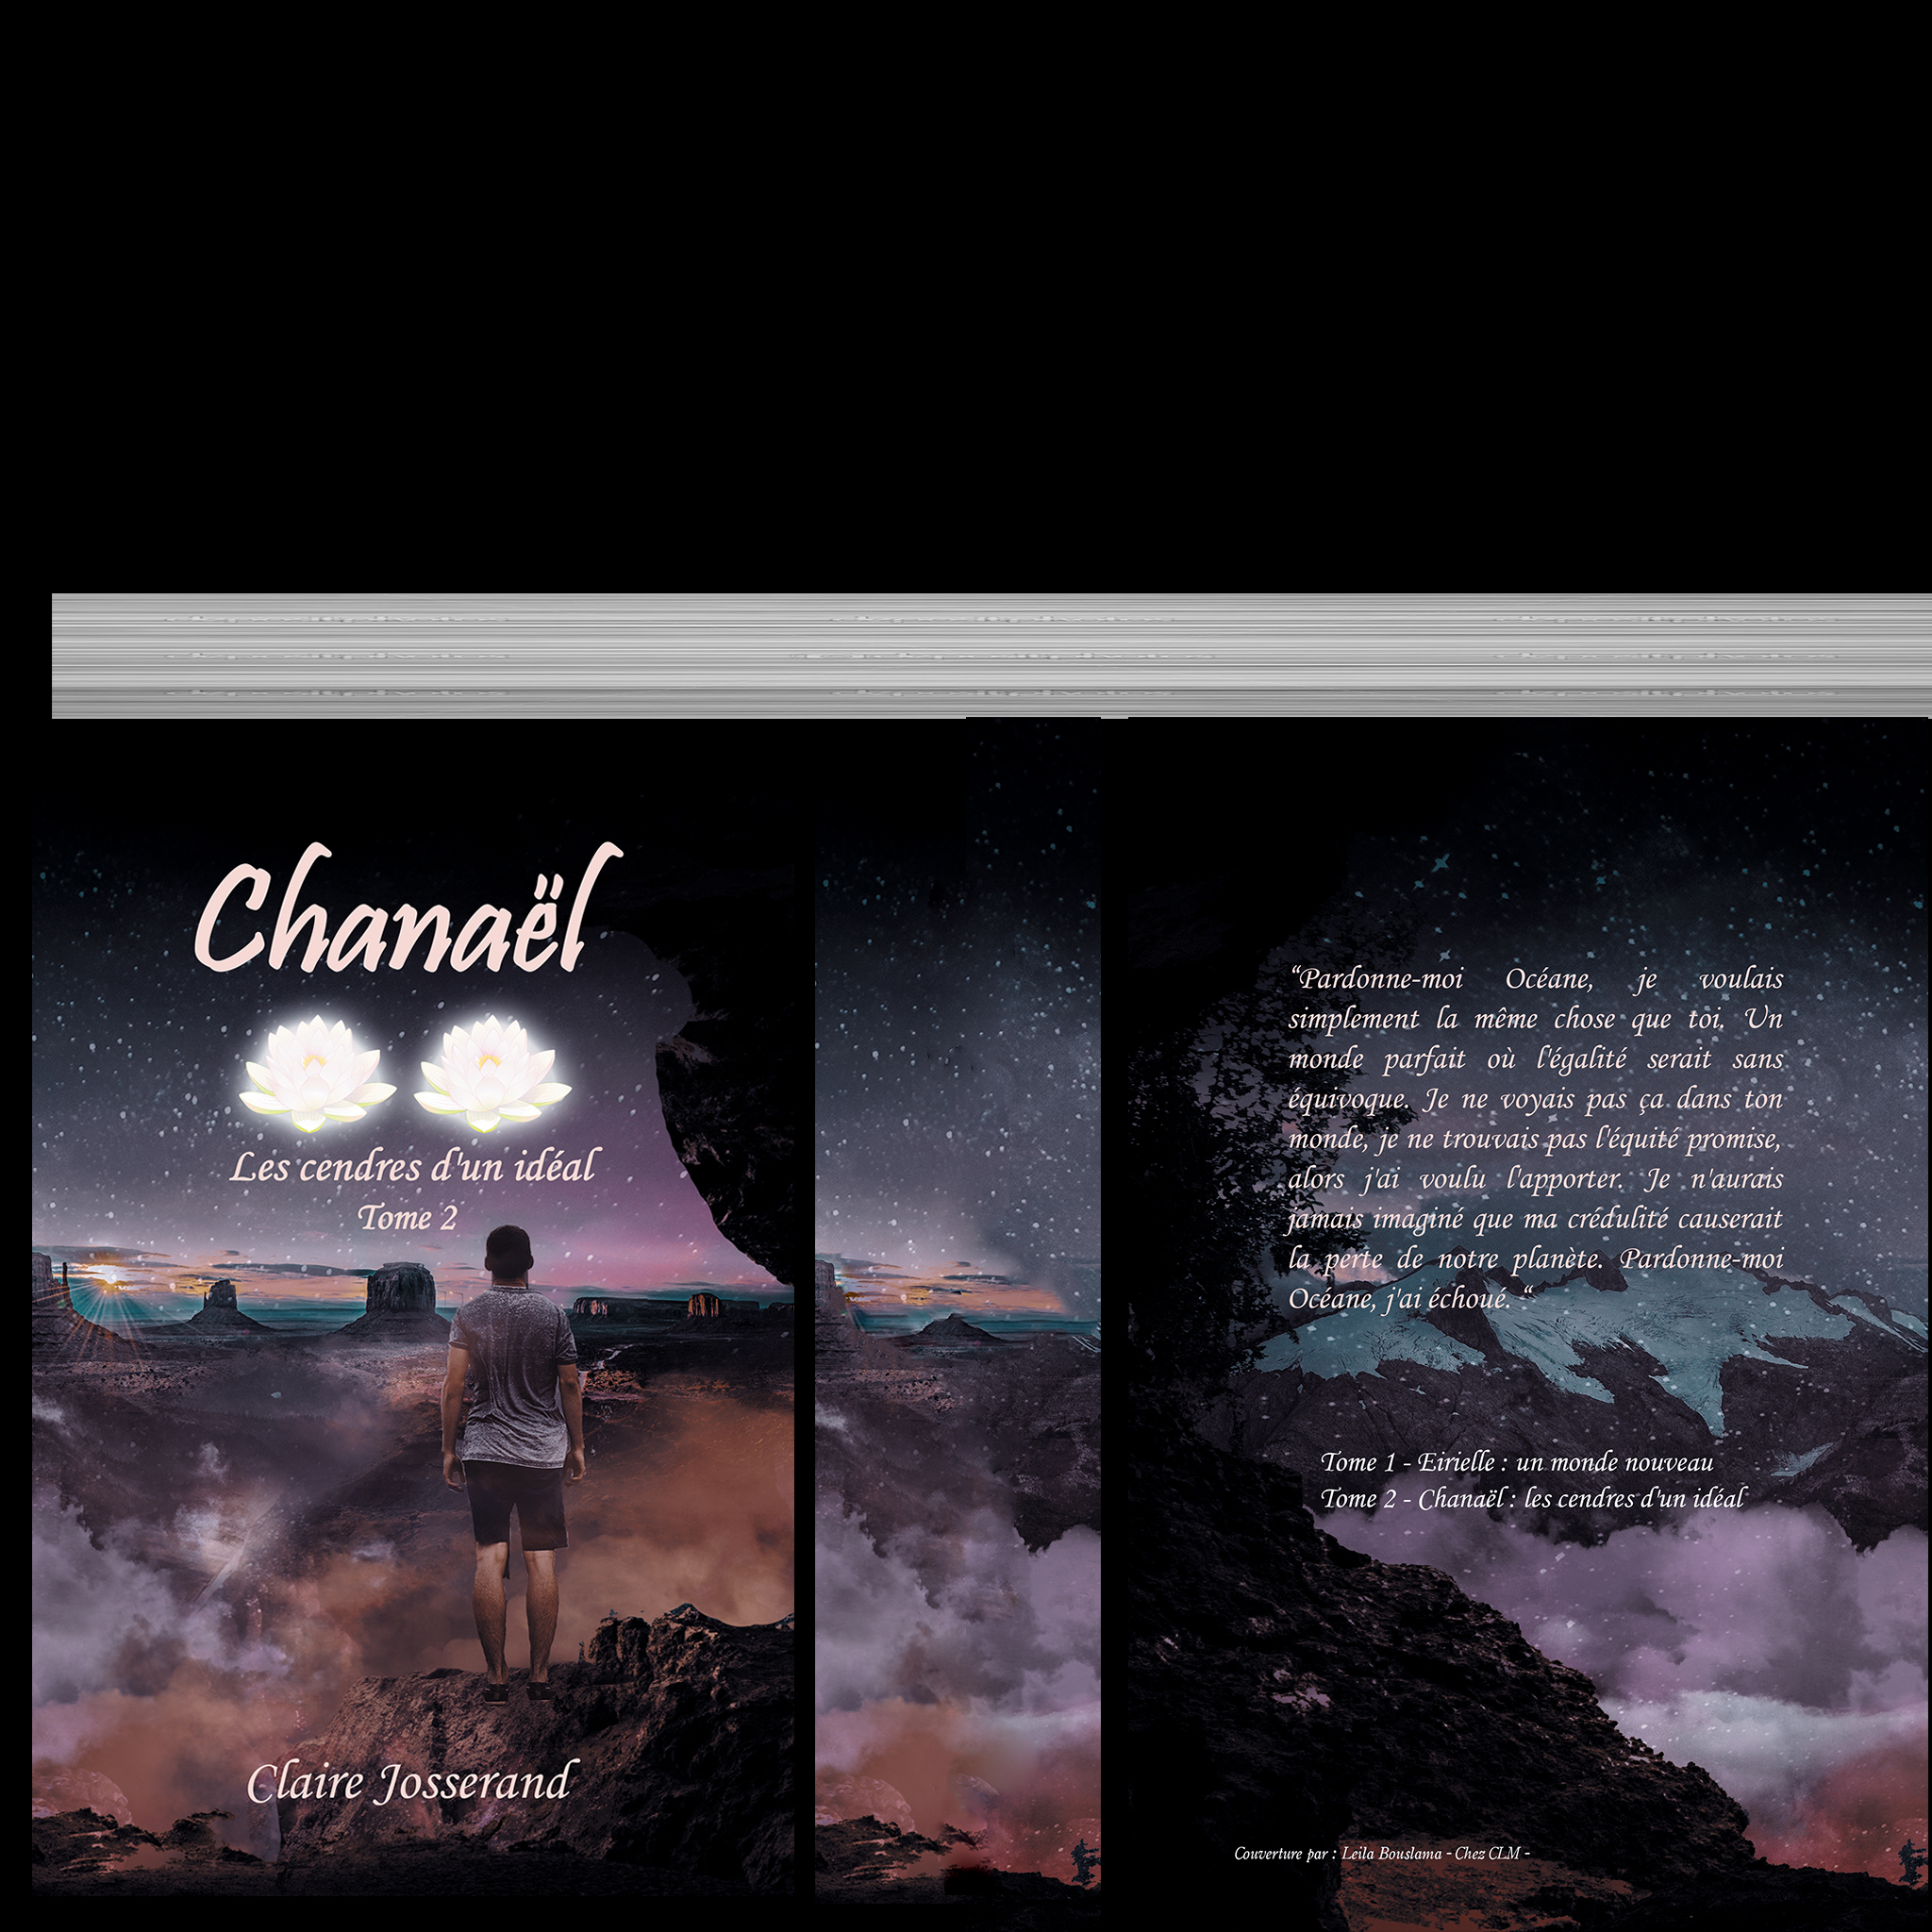 Chanaël
Les cendres d'un idéal
Tome 2
Claire Josserand
“Pardonne-moi Océane, je voulais
simplement la même chose que toi. Un
monde parfait où l'égalité serait sans
équivoque. Je ne voyais pas ça dans ton
monde, je ne trouvais pas l'équité promise,
alors j'ai voulu l'apporter. Je n'aurais
jamais imaginé que ma crédulité causerait
la perte de notre planète. Pardonne-moi
Océane, j'ai échoué. “
Tome 1 - Eirielle : un monde nouveau
Tome 2 - Chanaël : les cendres d'un idéal
Couverture par : Leila Bouslama - Chez CLM -